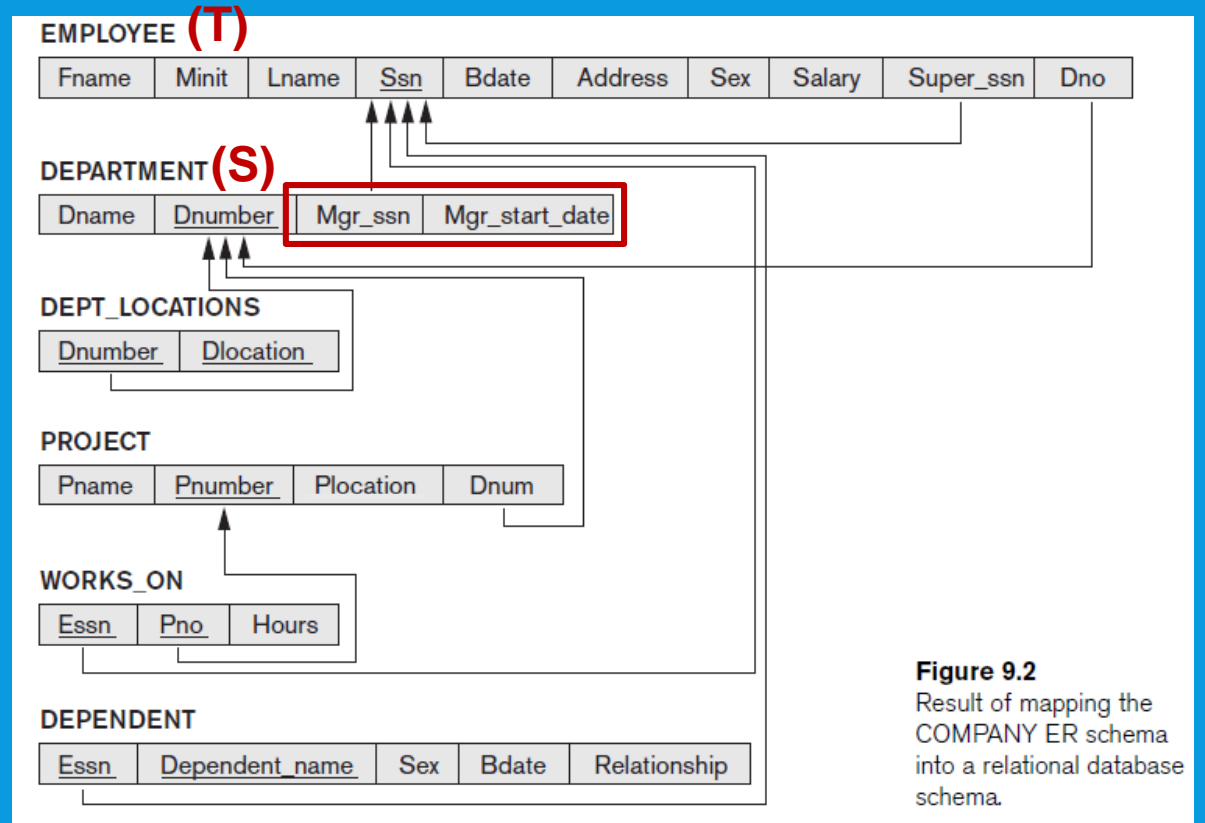 EMPLOYEE (T)
Fname Minit Lname Ssn Bdate Address Sex Salary Super_ssn Dno
DEPARTMENT (S)
Dname Dnumber Mgr_ssn Mgr_start_date
DEPT_LOCATIONS
Dnumber Dlocation
PROJECT
Pname Pnumber Plocation Dnum
WORKS_ON
Essn Pno Hours
DEPENDENT
Essn Dependent_name Sex Bdate Relationship
Figure 9.2
Result of mapping the
COMPANY ER schema
into a relational database
schema.